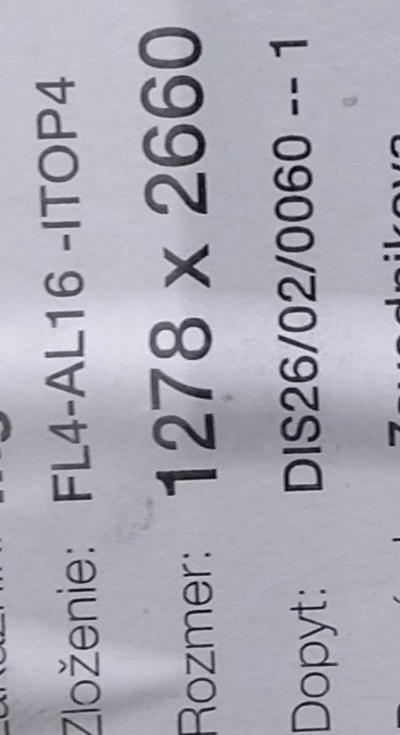 Zloženie: FL4-AL16 -ITOP4
Rozmer: 1278 x 2660
Dopyt: DIS26/02/0060 -- 1